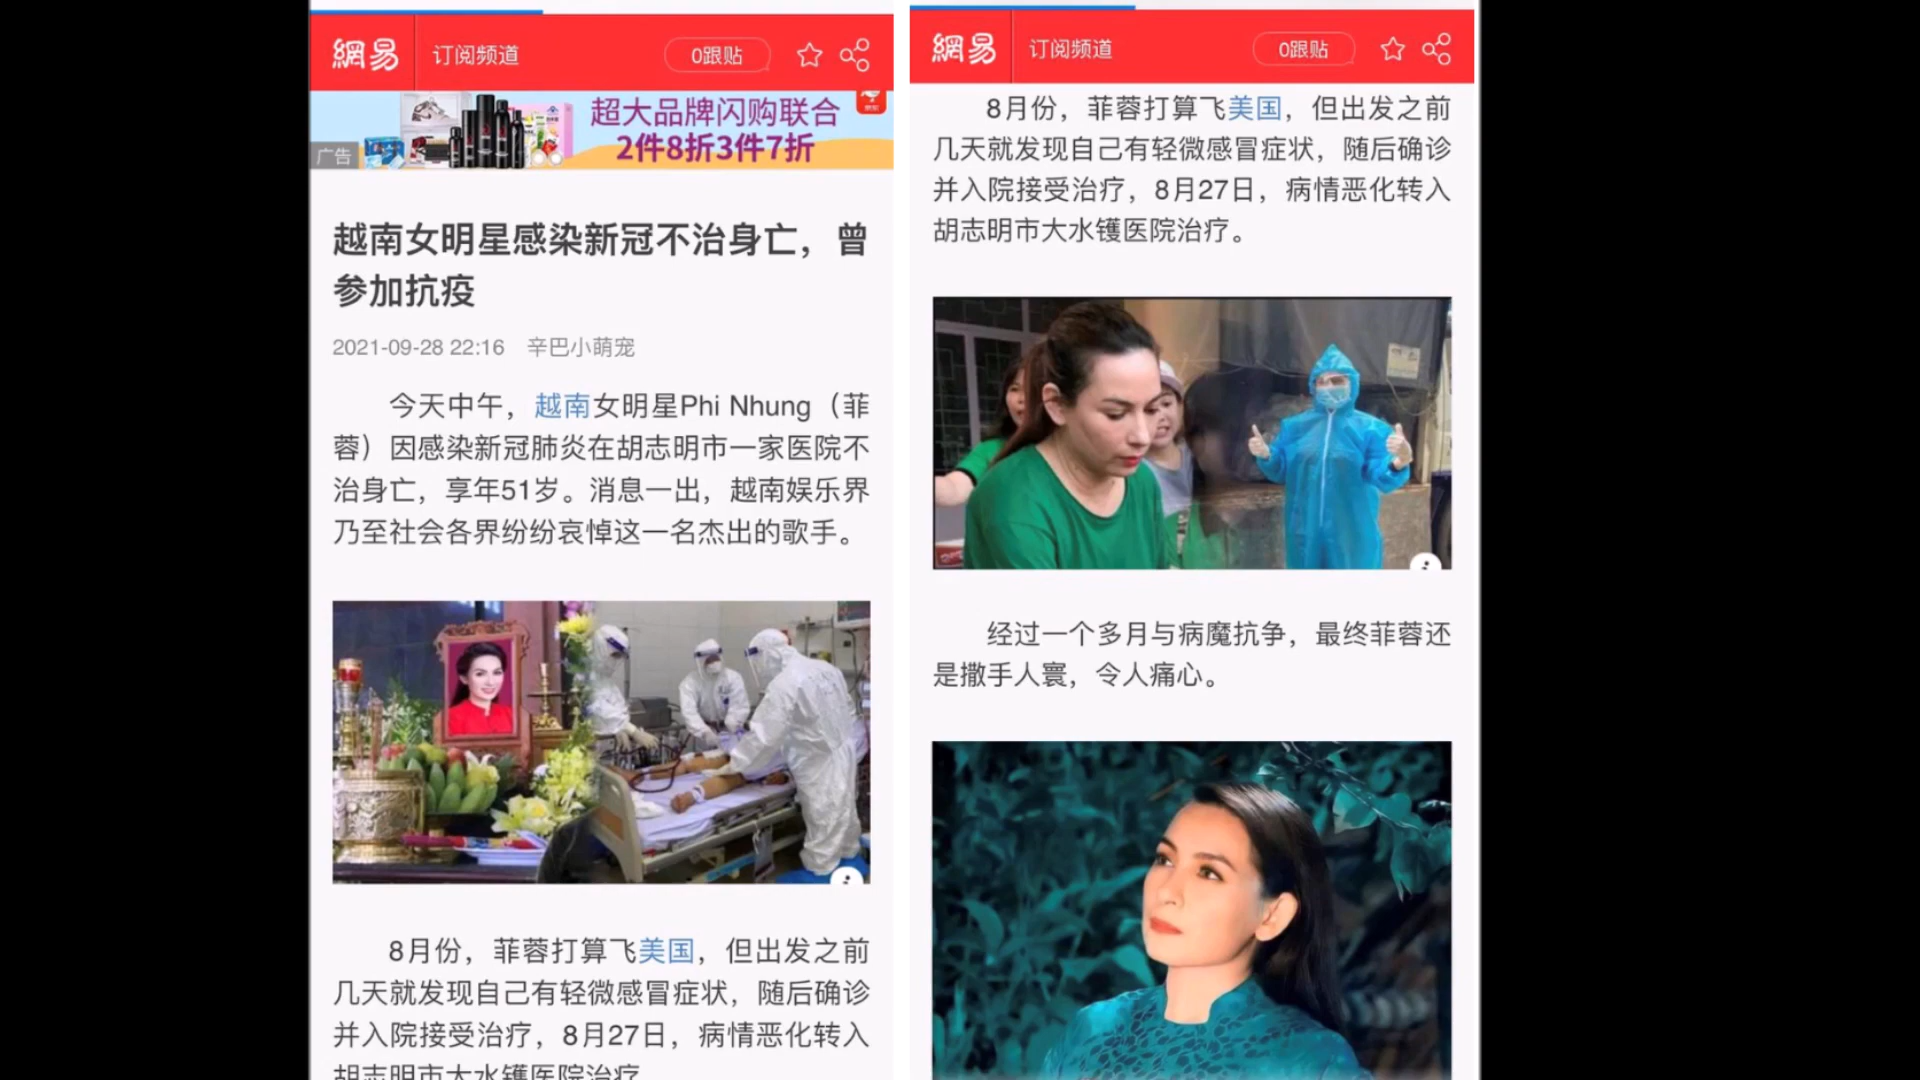 網易
订阅频道
0跟贴
超大品牌闪购联合
2件8折3件7折
广告
越南女明星感染新冠不治身亡，曾
参加抗疫
2021-09-28 22:16 辛巴小萌宠
今天中午，越南女明星Phi Nhung（菲
蓉）因感染新冠肺炎在胡志明市一家医院不
治身亡，享年51岁。消息一出，越南娱乐界
乃至社会各界纷纷哀悼这一名杰出的歌手。
8月份，菲蓉打算飞美国，但出发之前
几天就发现自己有轻微感冒症状，随后确诊
并入院接受治疗，8月27日，病情恶化转入
胡志明市大水镬医院治疗
網易
订阅频道
0跟贴
8月份，菲蓉打算飞美国，但出发之前
几天就发现自己有轻微感冒症状，随后确诊
并入院接受治疗，8月27日，病情恶化转入
胡志明市大水镬医院治疗。
经过一个多月与病魔抗争，最终菲蓉还
是撒手人寰，令人痛心。